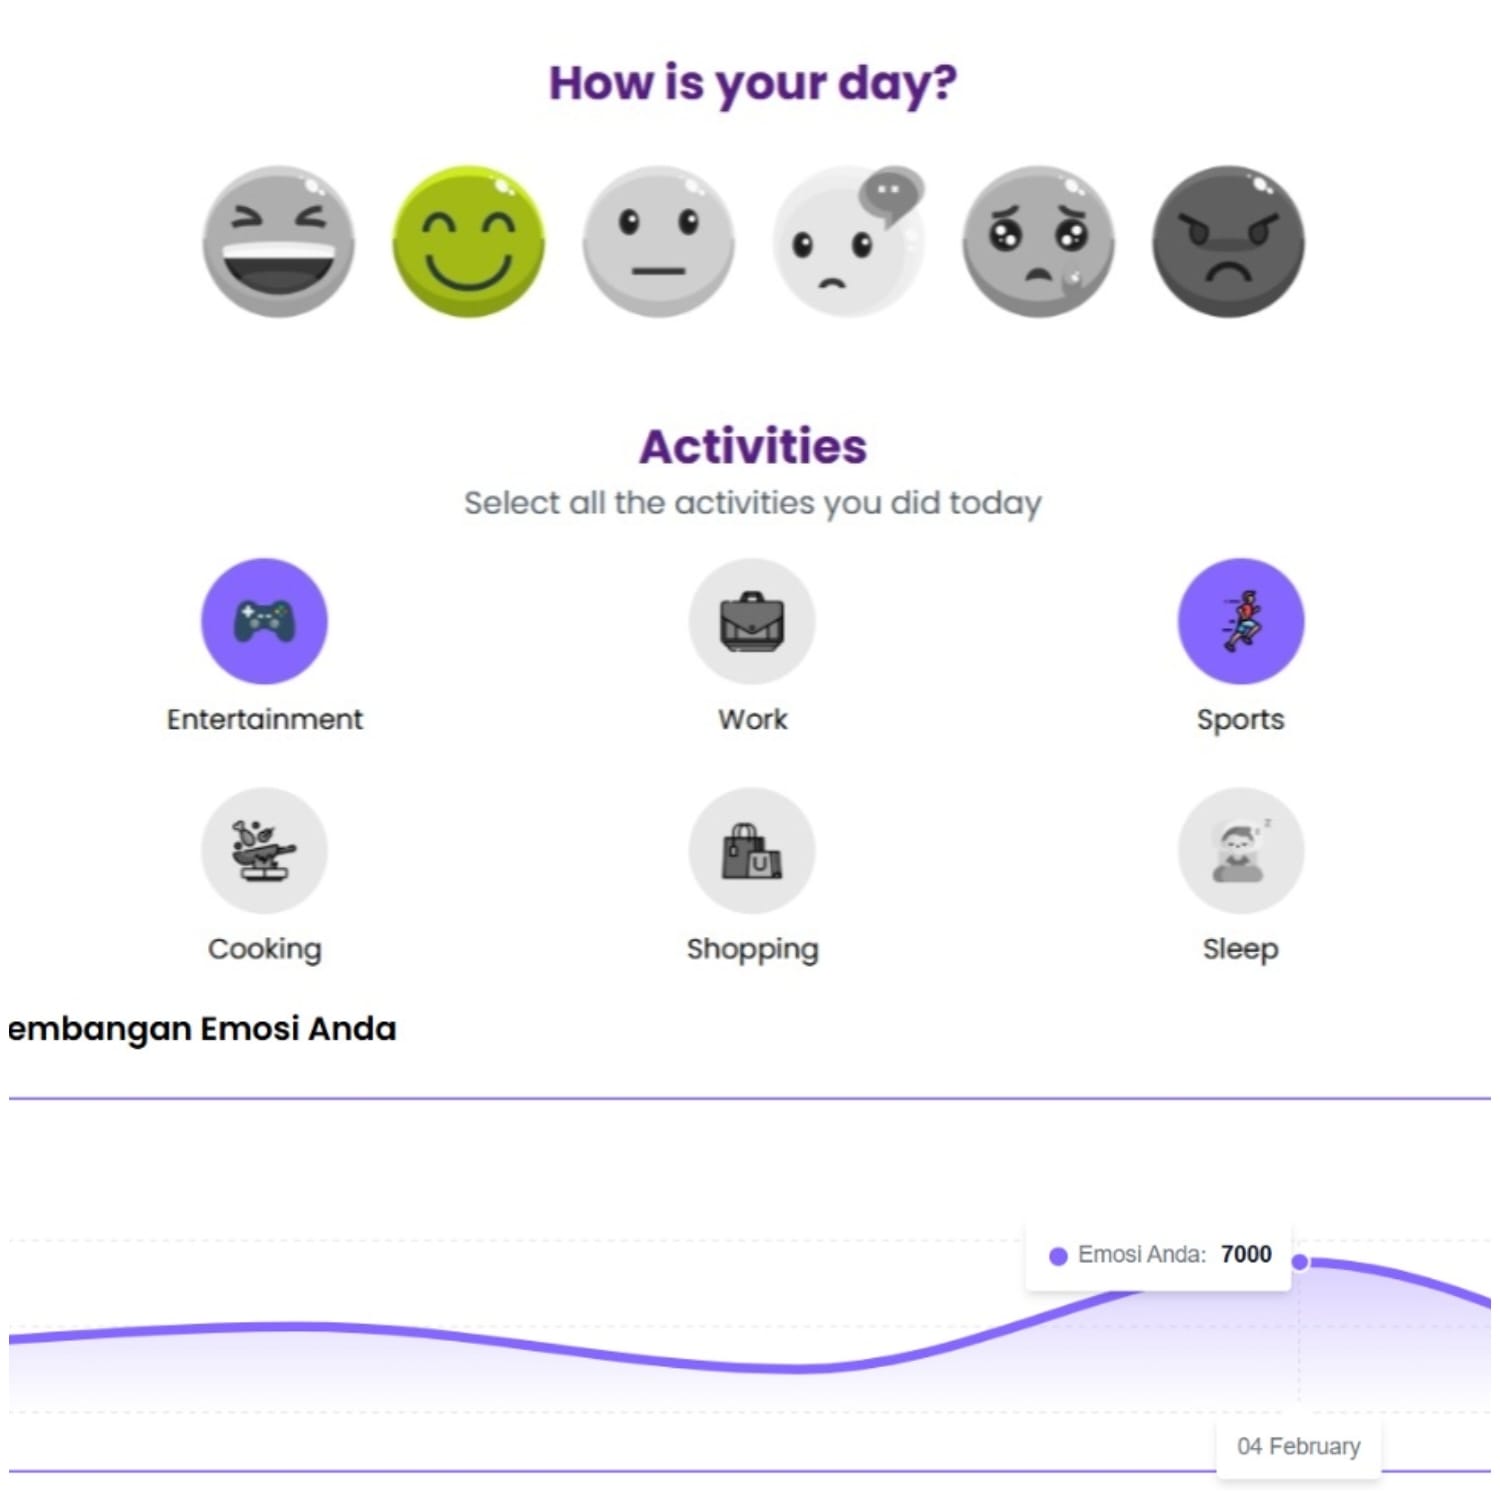 How is your day?
Activities
Select all the activities you did today
Entertainment
Work
Sports
Cooking
Shopping
Sleep
embangan Emosi Anda
Emosi Anda: 7000
04 February